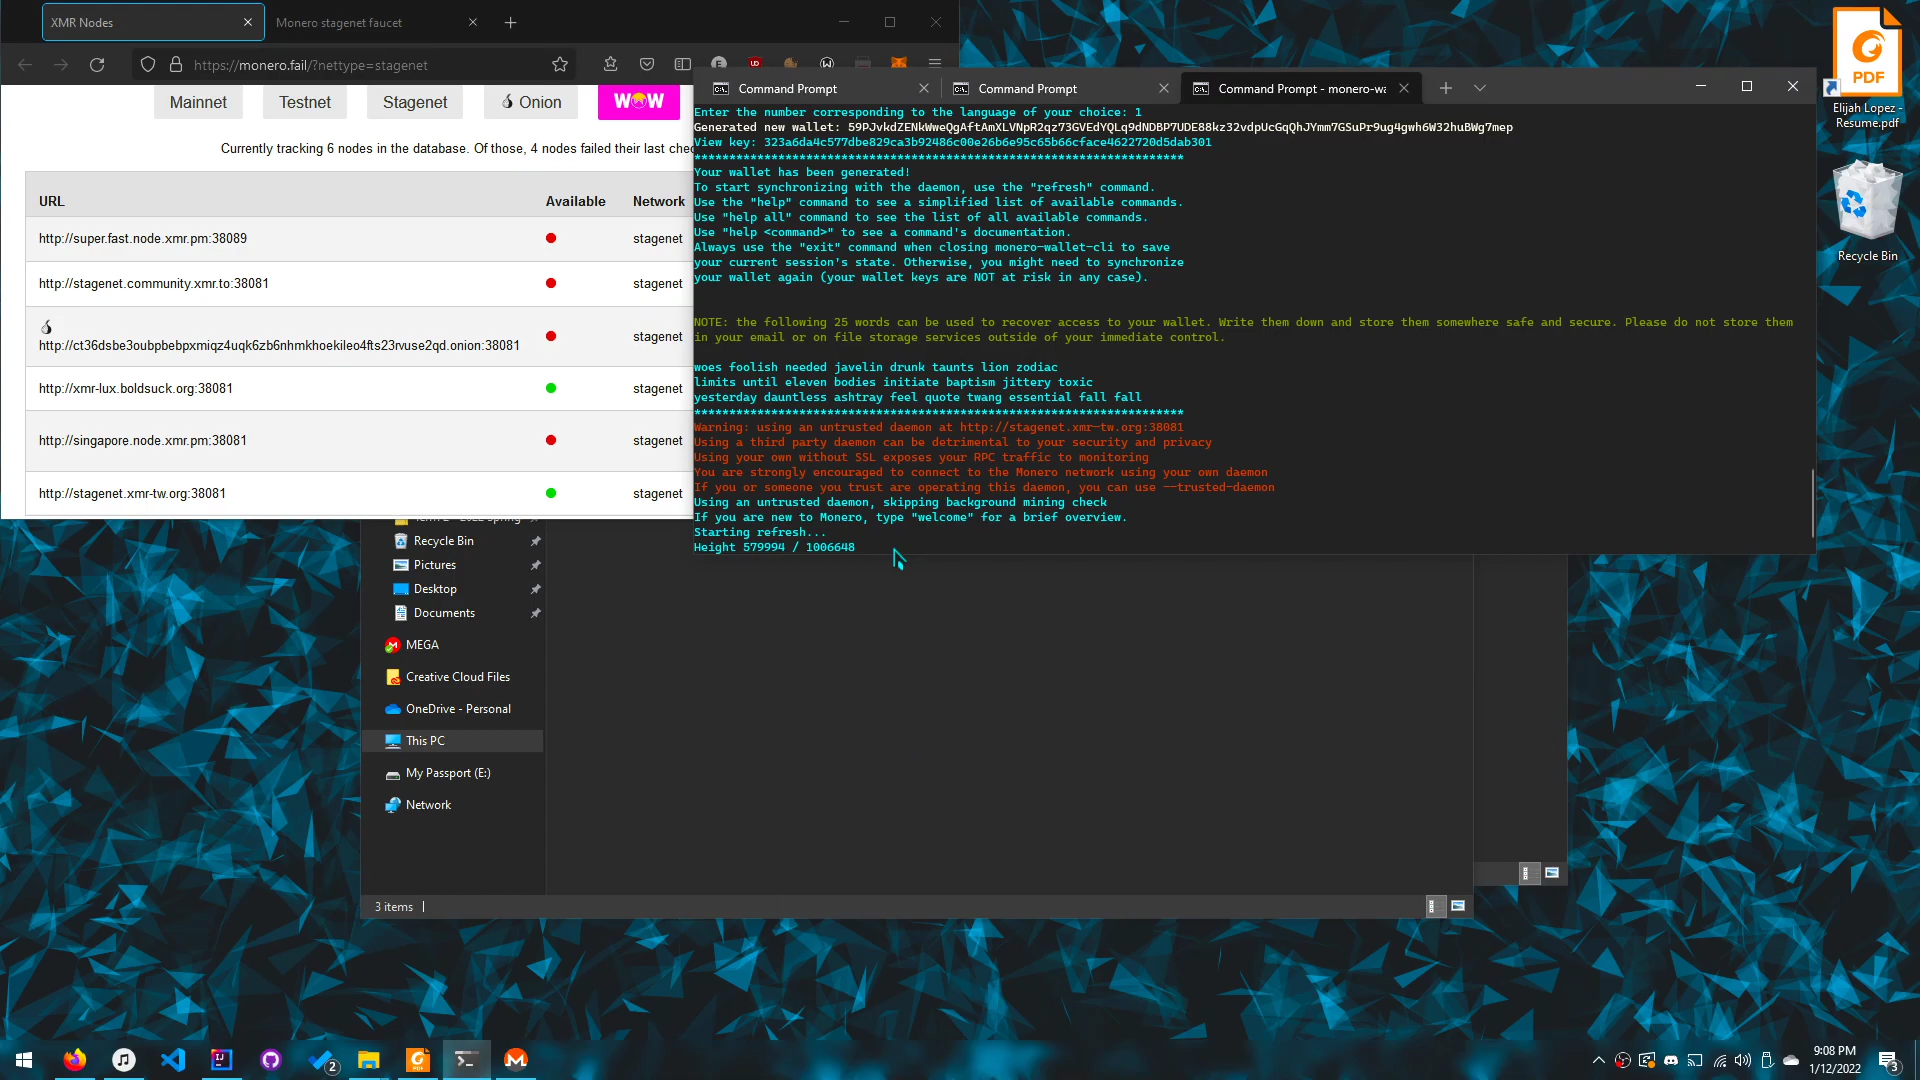 XMR Nodes
Monero stagenet faucet
https://monero.fail/?nettype=stagenet
Mainnet
Testnet
Stagenet
Onion
WOW
Currently tracking 6 nodes in the database. Of those, 4 nodes failed their last chec
URL Available Network
http://super.fast.node.xmr.pm:38089 stagenet
http://stagenet.community.xmr.to:38081 stagenet
http://ct36dsbe3oubpbebpxmiqz4uqk6zb6nhmkhoekileo4fts23rvuse2qd.onion:38081 stagenet
http://xmr-lux.boldsuck.org:38081 stagenet
http://singapore.node.xmr.pm:38081 stagenet
http://stagenet.xmr-tw.org:38081 stagenet
Command Prompt
Command Prompt
Command Prompt - monero-wa
Enter the number corresponding to the language of your choice: 1
Generated new wallet: 59PJvkdZENkWweQgAftAmXLVNpR2qz73GVEdYQLq9dNDBP7UDE88kz32vdpUcGqQhJYmm7GSuPr9ug4gwh6W32huBWg7mep
View key: 323a6da4c577dbe829ca3b92486c00e26b6e95c65b66cface4622720d5dab301
**********************************************************************
Your wallet has been generated!
To start synchronizing with the daemon, use the "refresh" command.
Use the "help" command to see a simplified list of available commands.
Use "help all" command to see the list of all available commands.
Use "help <command>" to see a command's documentation.
Always use the "exit" command when closing monero-wallet-cli to save
your current session's state. Otherwise, you might need to synchronize
your wallet again (your wallet keys are NOT at risk in any case).
NOTE: the following 25 words can be used to recover access to your wallet. Write them down and store them somewhere safe and secure. Please do not store them
in your email or on file storage services outside of your immediate control.
woes foolish needed javelin drunk taunts lion zodiac
limits until eleven bodies initiate baptism jittery toxic
yesterday dauntless ashtray feel quote twang essential fall fall
**********************************************************************
Warning: using an untrusted daemon at http://stagenet.xmr-tw.org:38081
Using a third party daemon can be detrimental to your security and privacy
Using your own without SSL exposes your RPC traffic to monitoring
You are strongly encouraged to connect to the Monero network using your own daemon
If you or someone you trust are operating this daemon, you can use --trusted-daemon
Using an untrusted daemon, skipping background mining check
If you are new to Monero, type "welcome" for a brief overview.
Starting refresh...
Height 579994 / 1006648
Recycle Bin
Pictures
Desktop
Documents
MEGA
Creative Cloud Files
OneDrive - Personal
This PC
My Passport (E:)
Network
3 items
PDF
Elijah Lopez -
Resume.pdf
Recycle Bin
2
9:08 PM
1/12/2022
3